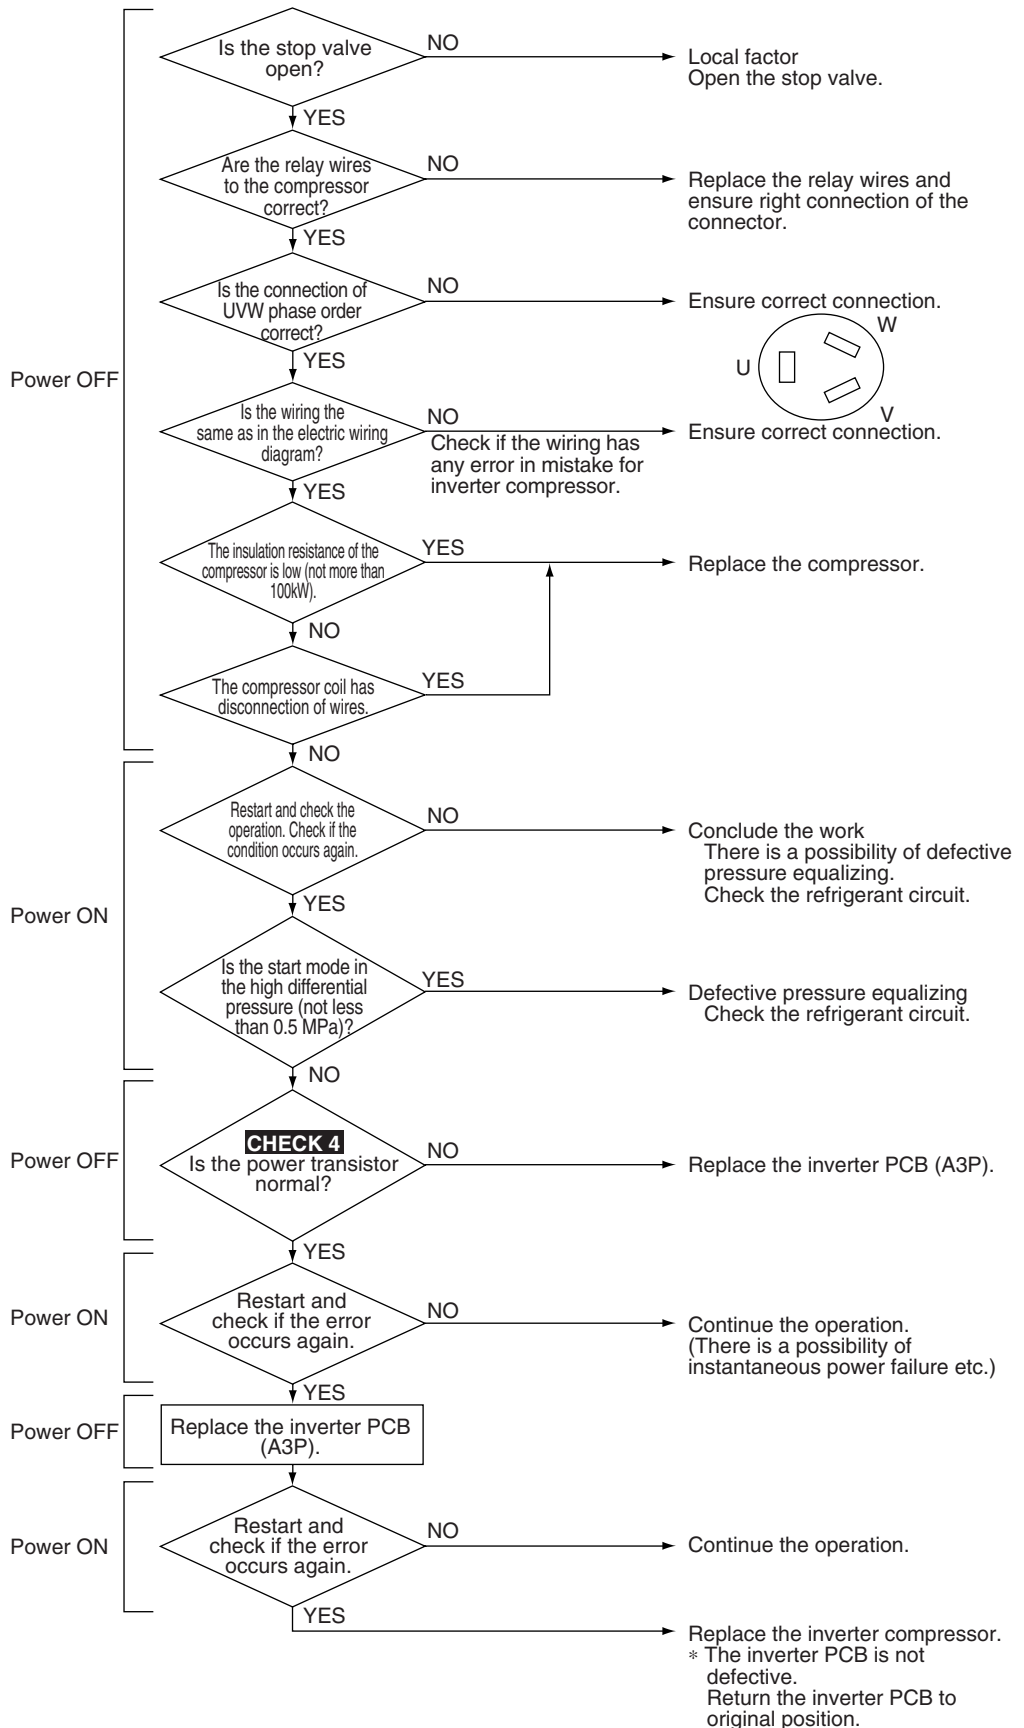 Is the stop valve
open?
NO
Local factor
Open the stop valve.
YES
Are the relay wires
to the compressor
correct?
NO
Replace the relay wires and
ensure right connection of the
connector.
YES
Is the connection of
UVW phase order
correct?
NO
Ensure correct connection.
W
U
V
YES
Power OFF
Is the wiring the
same as in the electric wiring
diagram?
NO
Check if the wiring has
any error in mistake for
inverter compressor.
Ensure correct connection.
YES
The insulation resistance of the
compressor is low (not more than
100kW).
YES
Replace the compressor.
NO
The compressor coil has
disconnection of wires.
YES
NO
Restart and check the
operation. Check if the
condition occurs again.
NO
Conclude the work
There is a possibility of defective
pressure equalizing.
Check the refrigerant circuit.
Power ON
YES
Is the start mode in
the high differential
pressure (not less
than 0.5 MPa)?
YES
Defective pressure equalizing
Check the refrigerant circuit.
NO
Power OFF
CHECK 4
Is the power transistor
normal?
NO
Replace the inverter PCB (A3P).
YES
Power ON
Restart and
check if the error
occurs again.
NO
Continue the operation.
(There is a possibility of
instantaneous power failure etc.)
YES
Power OFF
Replace the inverter PCB
(A3P).
Power ON
Restart and
check if the error
occurs again.
NO
Continue the operation.
YES
Replace the inverter compressor.
* The inverter PCB is not
defective.
Return the inverter PCB to
original position.